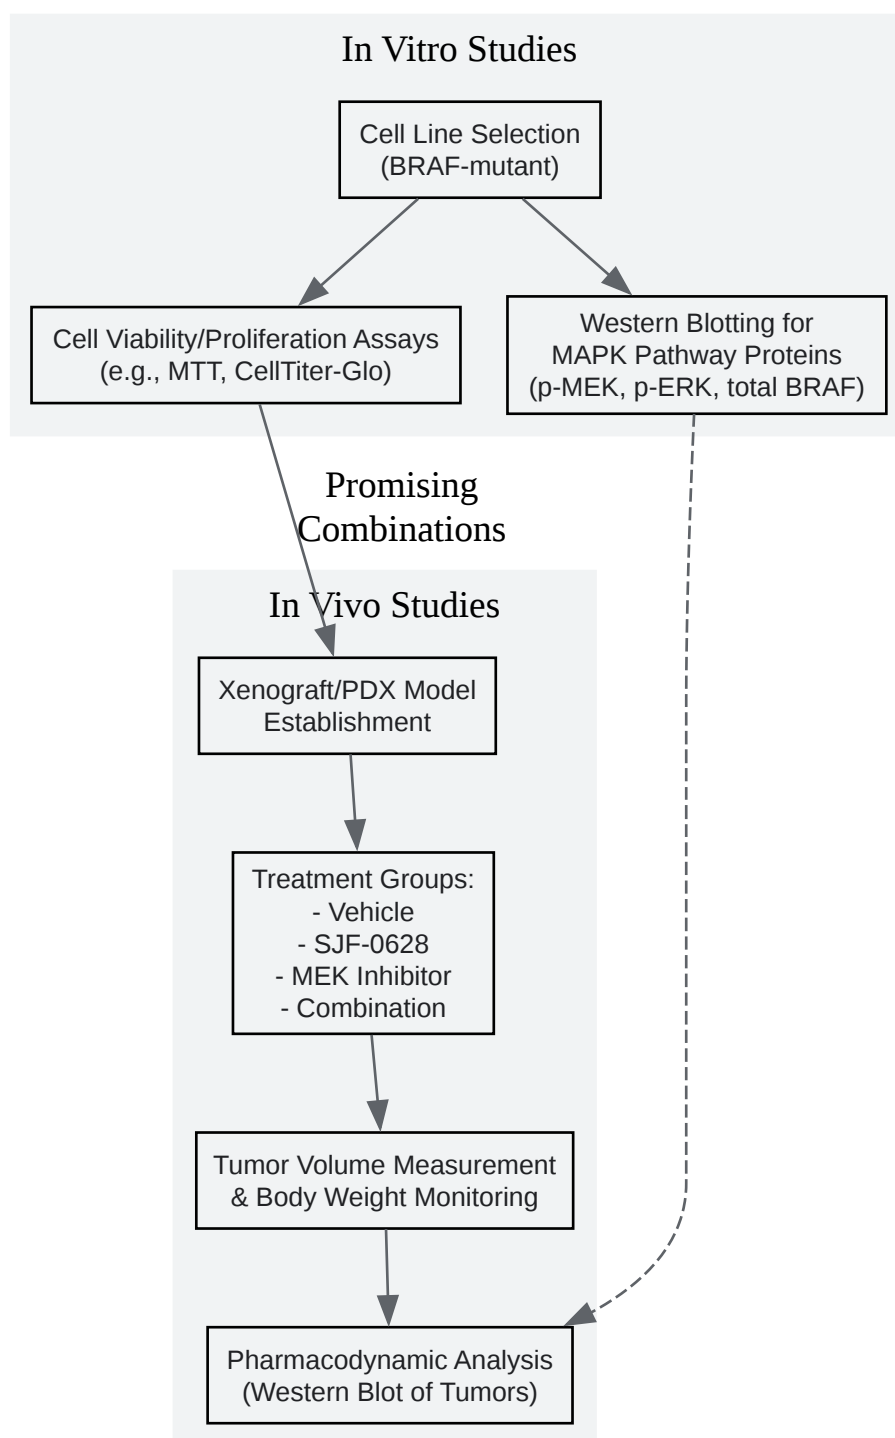 In Vitro Studies
Cell Line Selection
(BRAF-mutant)
Cell Viability/Proliferation Assays
(e.g., MTT, CellTiter-Glo)
Western Blotting for
MAPK Pathway Proteins
(p-MEK, p-ERK, total BRAF)
Promising
Combinations
In Vivo Studies
Xenograft/PDX Model
Establishment
Treatment Groups:
- Vehicle
- SJF-0628
- MEK Inhibitor
- Combination
Tumor Volume Measurement
& Body Weight Monitoring
Pharmacodynamic Analysis
(Western Blot of Tumors)